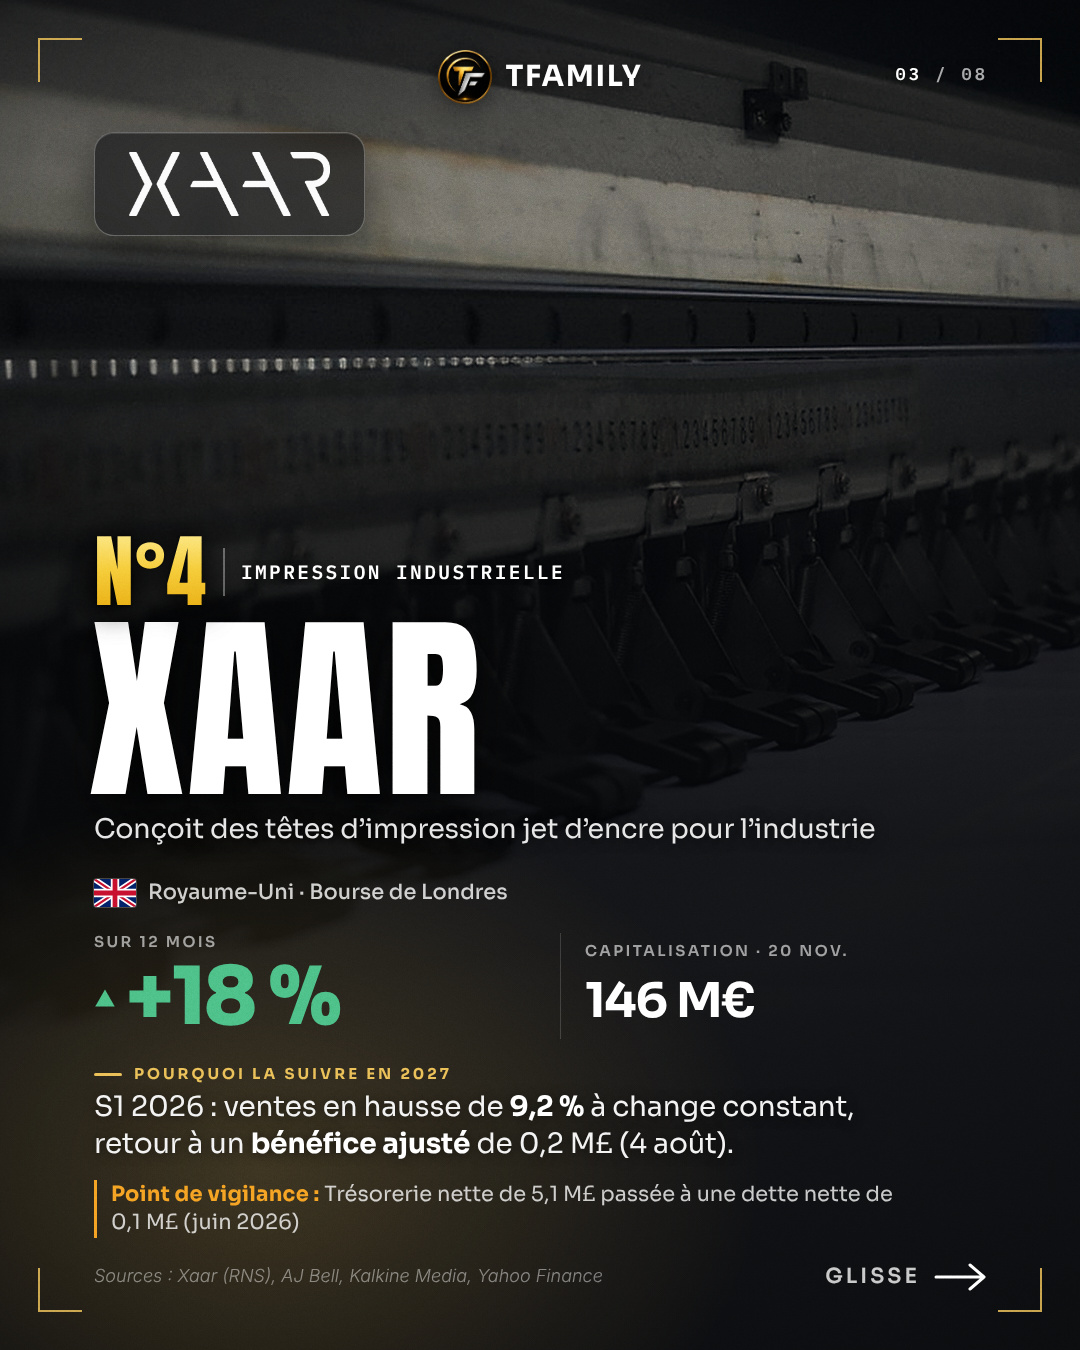 TFAMILY
03 / 08
XAAR
123456789 123456789 123456789
N°4
IMPRESSION INDUSTRIELLE
XAAR
Conçoit des têtes d’impression jet d’encre pour l’industrie
Royaume-Uni · Bourse de Londres
SUR 12 MOIS
+18 %
CAPITALISATION · 20 NOV.
146 M€
POURQUOI LA SUIVRE EN 2027
S1 2026 : ventes en hausse de 9,2 % à change constant,
retour à un bénéfice ajusté de 0,2 M£ (4 août).
Point de vigilance : Trésorerie nette de 5,1 M£ passée à une dette nette de
0,1 M£ (juin 2026)
Sources : Xaar (RNS), AJ Bell, Kalkine Media, Yahoo Finance
GLISSE